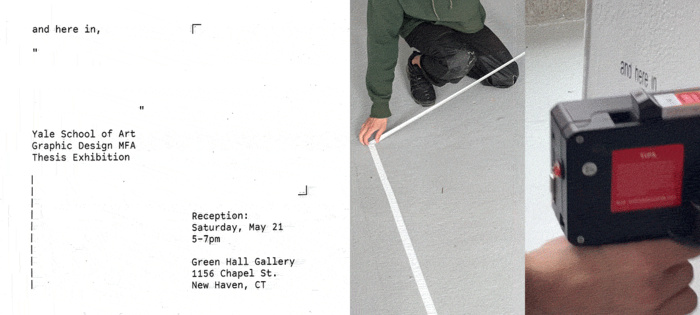 and here in,
"
"
Yale School of Art
Graphic Design MFA
Thesis Exhibition
Reception:
Saturday, May 21
5–7pm
Green Hall Gallery
1156 Chapel St.
New Haven, CT
and here in